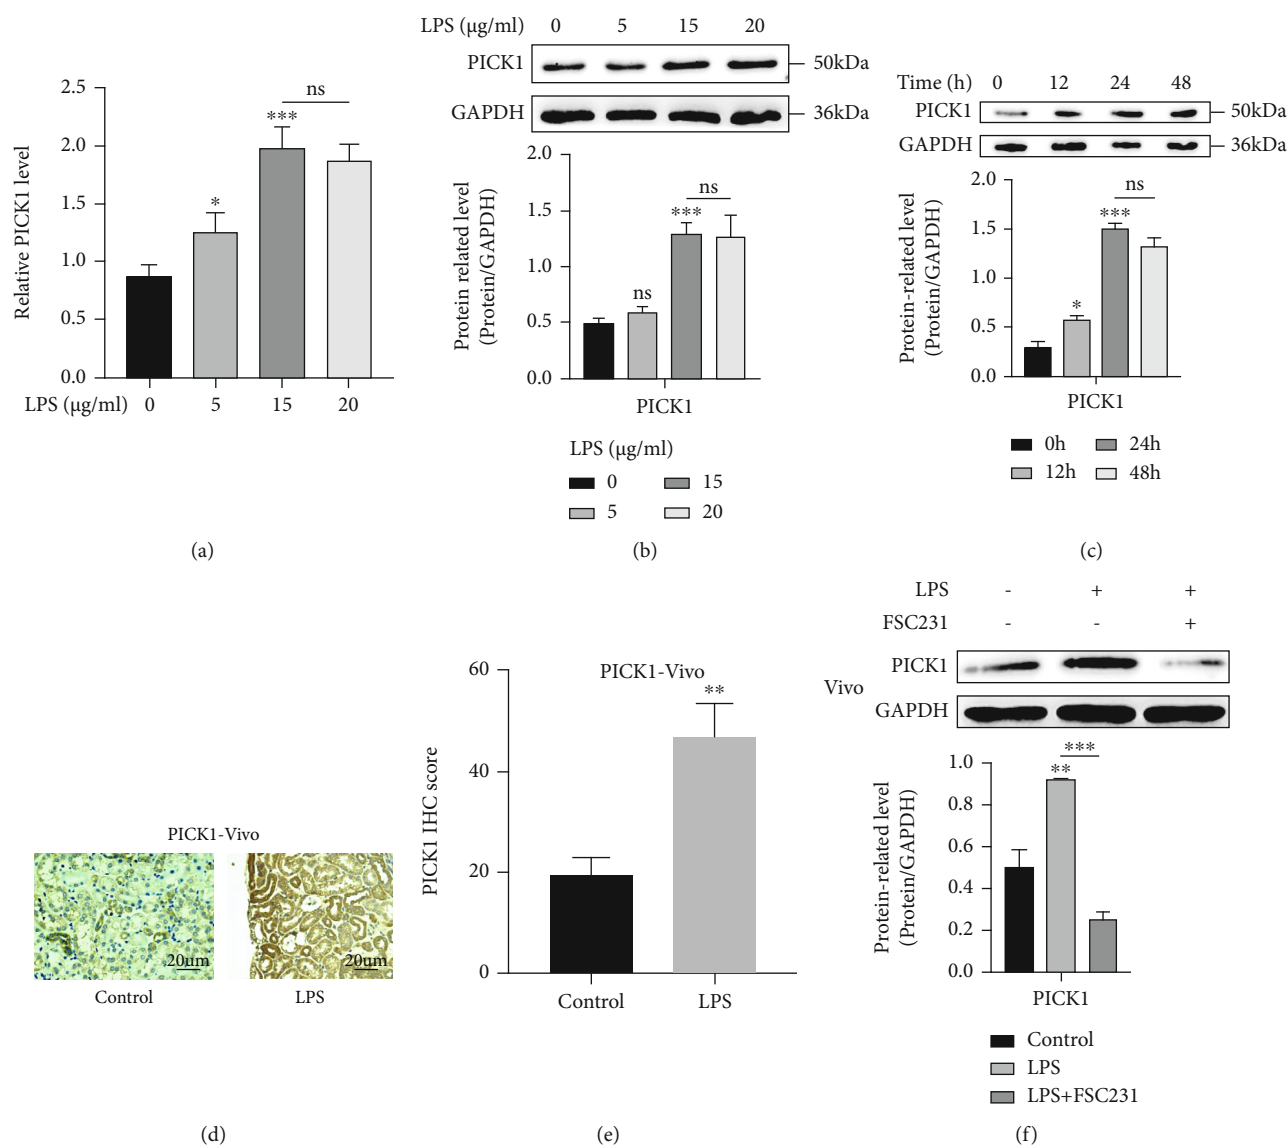 Relative PICK1 level
2.5
2.0
1.5
1.0
0.5
0.0
ns
***
*
LPS (μg/ml) 0 5 15 20
(a)
LPS (μg/ml) 0 5 15 20
PICK1 50kDa
GAPDH 36kDa
Protein related level
(Protein/GAPDH)
2.0
1.5
1.0
0.5
0.0
ns
***
ns
PICK1
LPS (μg/ml)
0 15
5 20
(b)
Time (h) 0 12 24 48
PICK1 50kDa
GAPDH 36kDa
Protein-related level
(Protein/GAPDH)
2.0
1.5
1.0
0.5
0.0
ns
***
*
PICK1
0h 24h
12h 48h
(c)
PICK1-Vivo
20um 20um
Control LPS
(d)
PICK1 IHC score
60
40
20
0
PICK1-Vivo
**
Control LPS
(e)
LPS - + +
FSC231 - - +
Vivo
PICK1
GAPDH
Protein-related level
(Protein/GAPDH)
1.0
0.8
0.6
0.4
0.2
0.0
***
**
PICK1
Control
LPS
LPS+FSC231
(f)